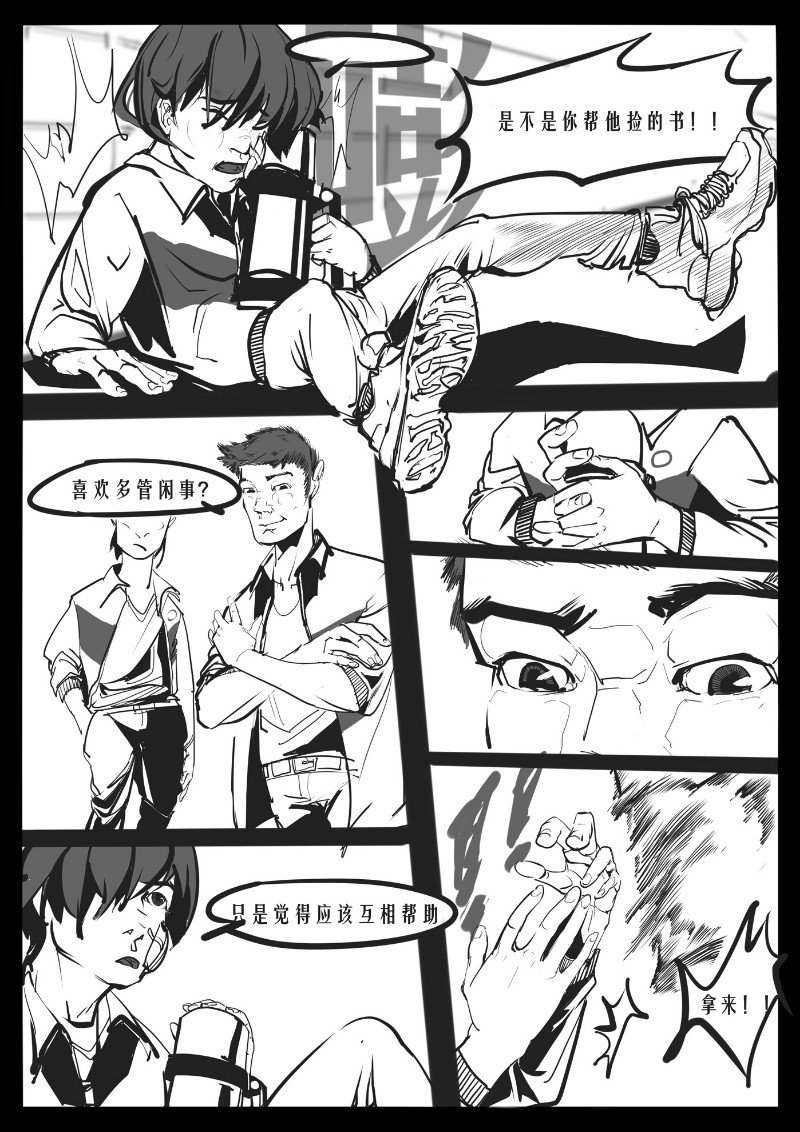 嘭
是不是你帮他捡的书！！
喜欢多管闲事？
只是觉得应该互相帮助
拿来！！